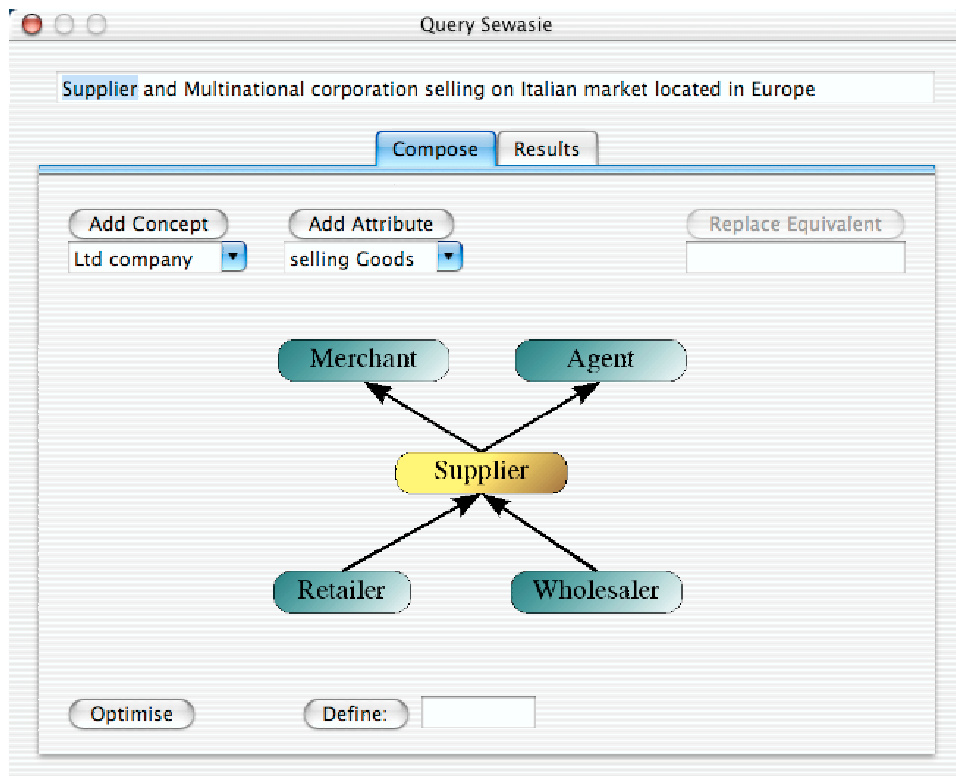 Query Sewasie
Supplier and Multinational corporation selling on Italian market located in Europe
Compose Results
Add Concept Add Attribute Replace Equivalent
Ltd company selling Goods
Merchant Agent
Supplier
Retailer Wholesaler
Optimise Define: